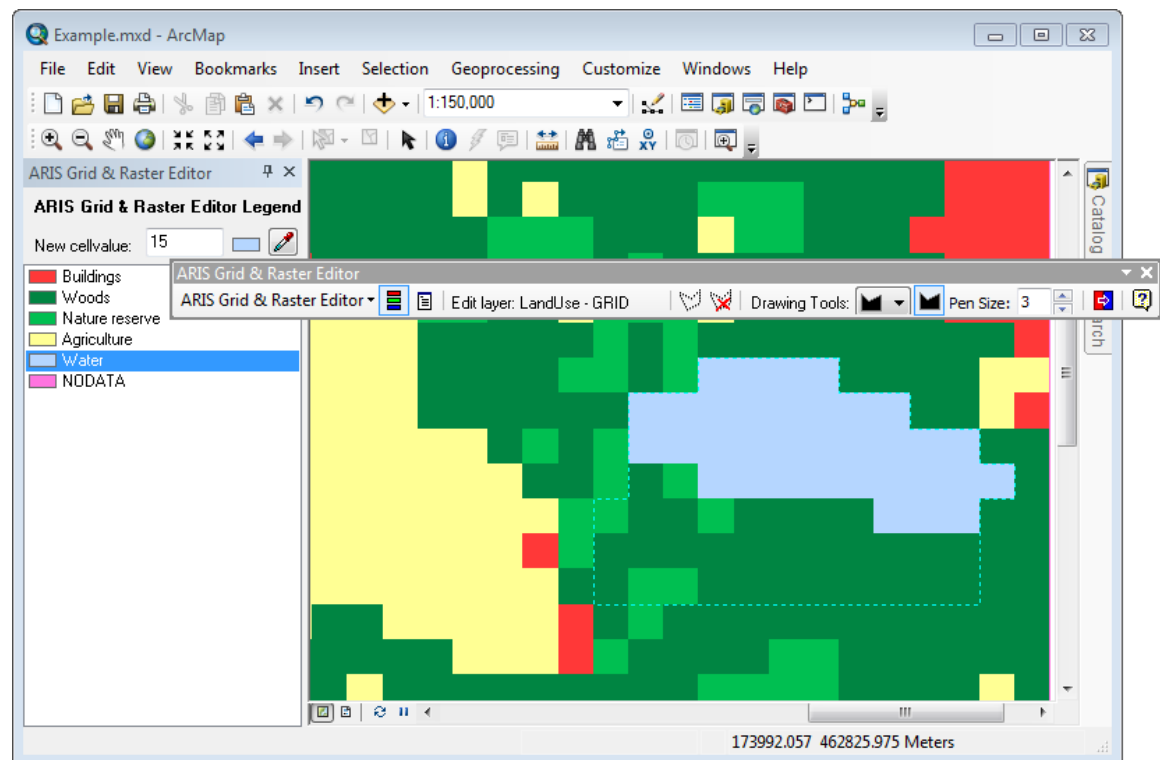 Example.mxd - ArcMap
File Edit View Bookmarks Insert Selection Geoprocessing Customize Windows Help
1:150,000
XY
ARIS Grid & Raster Editor
ARIS Grid & Raster Editor Legend
New cellvalue: 15
Catalog
ARIS Grid & Raster Editor
ARIS Grid & Raster Editor Edit layer: LandUse - GRID Drawing Tools: Pen Size: 3
Buildings
Woods
Nature reserve
Agriculture
Water
NODATA
173992.057 462825.975 Meters